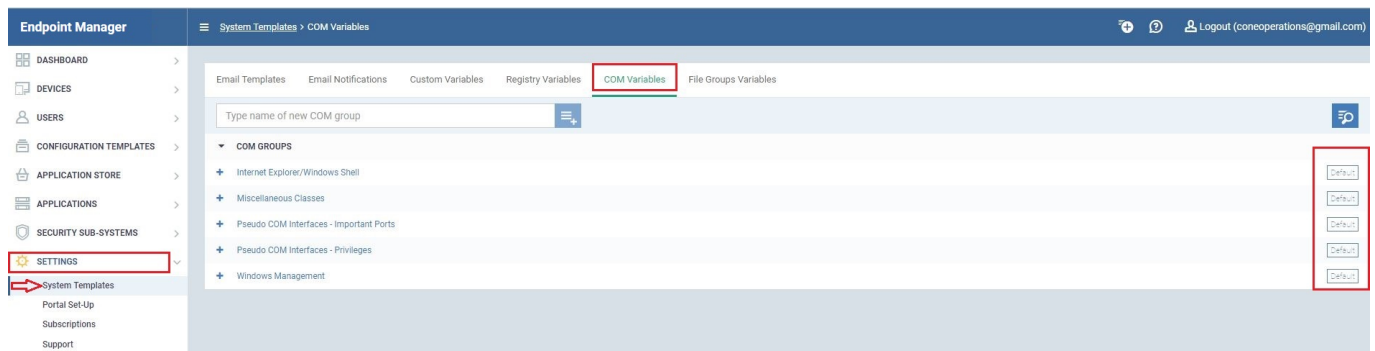 Endpoint Manager
System Templates > COM Variables
Logout (coneoperations@gmail.com)
DASHBOARD
DEVICES
USERS
CONFIGURATION TEMPLATES
APPLICATION STORE
APPLICATIONS
SECURITY SUB-SYSTEMS
SETTINGS
System Templates
Portal Set-Up
Subscriptions
Support
Email Templates Email Notifications Custom Variables Registry Variables COM Variables File Groups Variables
Type name of new COM group
COM GROUPS
Internet Explorer/Windows Shell Default
Miscellaneous Classes Default
Pseudo COM Interfaces - Important Ports Default
Pseudo COM Interfaces - Privileges Default
Windows Management Default